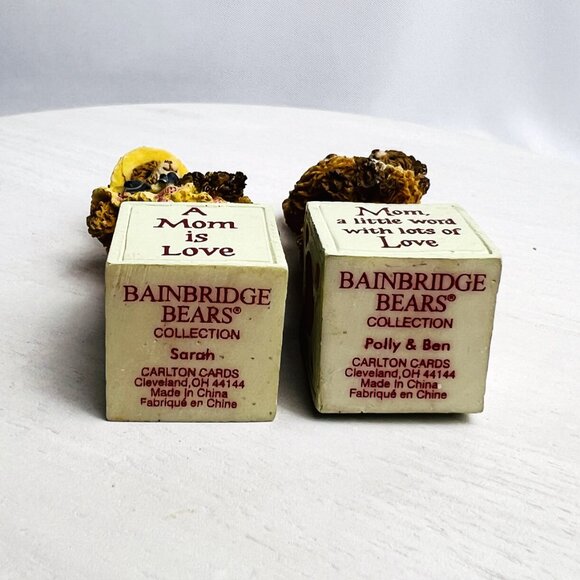 A
Mom
is
Love
BAINBRIDGE
BEARS®
COLLECTION
Sarah
CARLTON CARDS
Cleveland,OH 44144
Made in China
Fabriqué en Chine
Mom,
a little word
with lots of
Love
BAINBRIDGE
BEARS®
COLLECTION
Polly & Ben
CARLTON CARDS
Cleveland,OH 44144
Made In China
Fabriqué en Chine